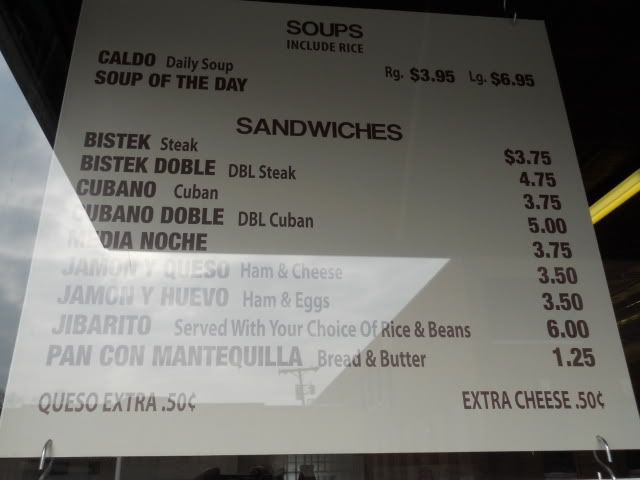 SOUPS
INCLUDE RICE
CALDO Daily Soup
SOUP OF THE DAY Rg. $3.95 Lg. $6.95
SANDWICHES
BISTEK Steak $3.75
BISTEK DOBLE DBL Steak 4.75
CUBANO Cuban 3.75
CUBANO DOBLE DBL Cuban 5.00
MEDIA NOCHE 3.75
JAMON Y QUESO Ham & Cheese 3.50
JAMON Y HUEVO Ham & Eggs 3.50
JIBARITO Served With Your Choice Of Rice & Beans 6.00
PAN CON MANTEQUILLA Bread & Butter 1.25
QUESO EXTRA .50¢ EXTRA CHEESE .50¢